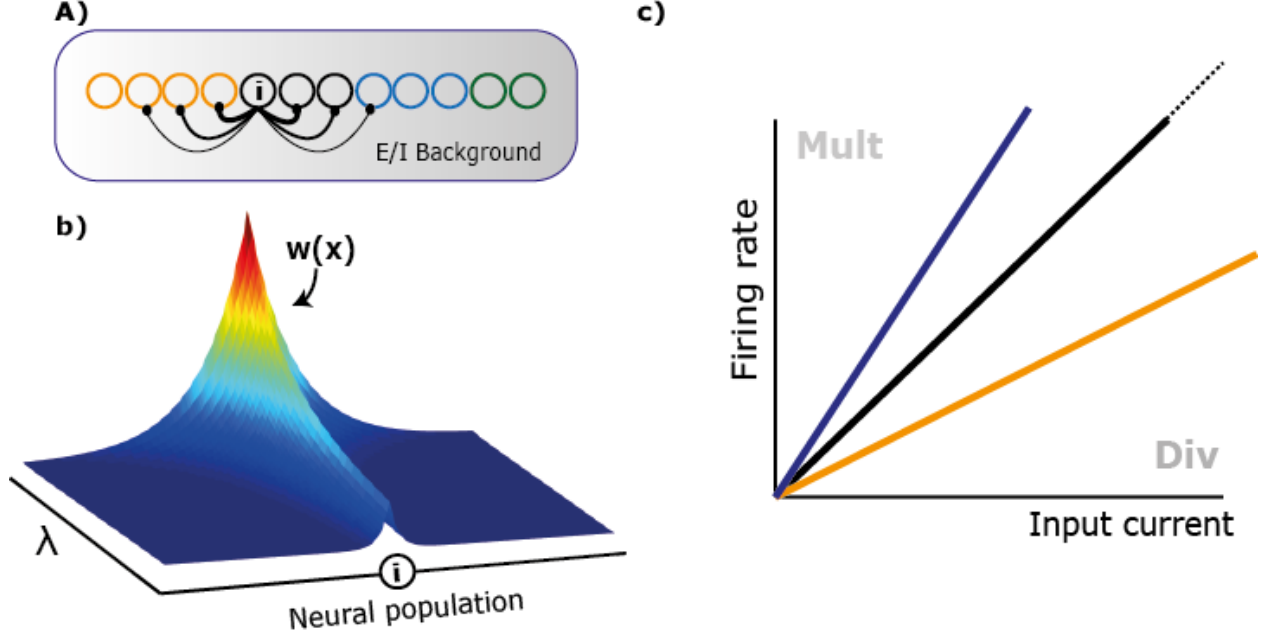 A)
i
E/I Background
b)
w(x)
λ
i
Neural population
c)
Mult
Firing rate
Div
Input current